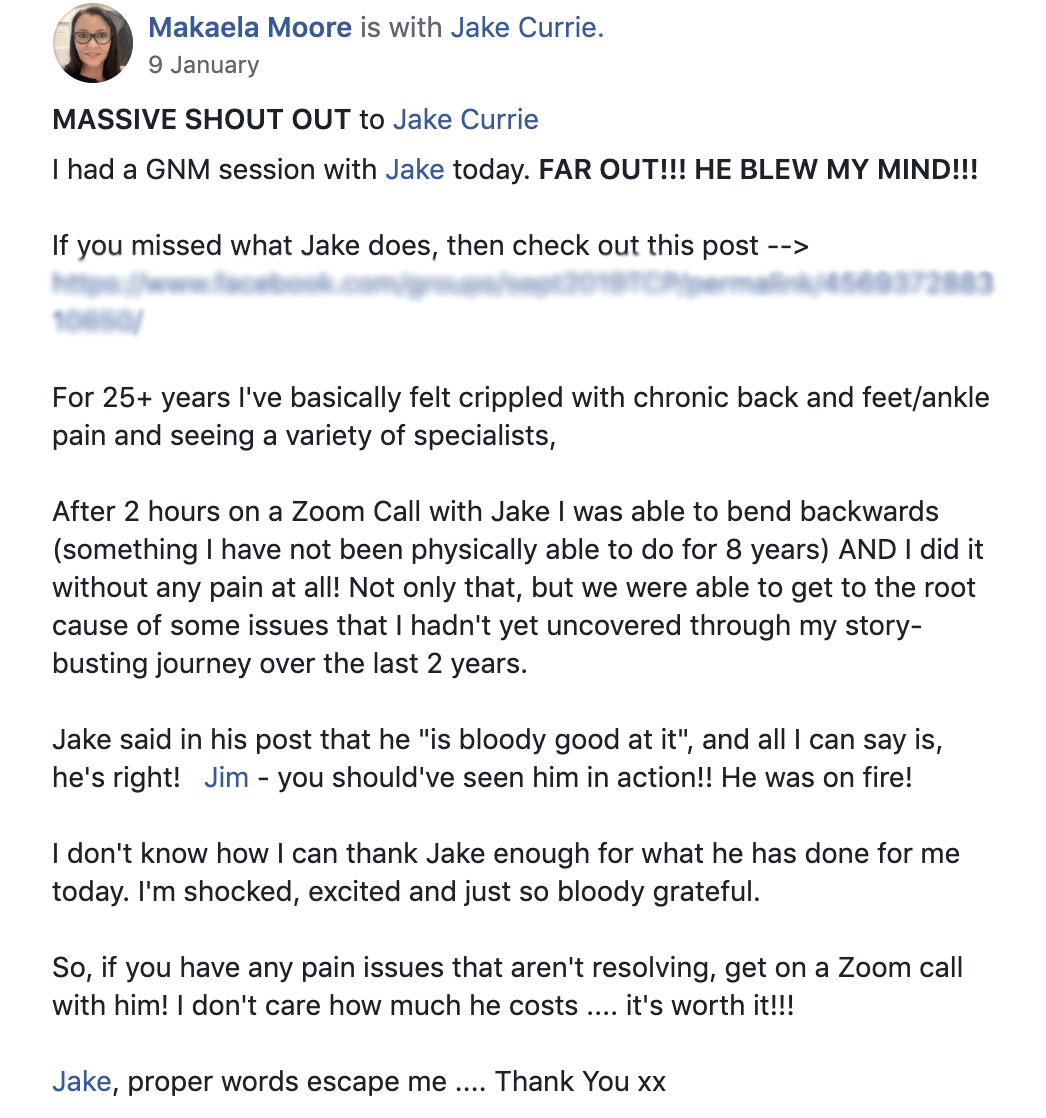 Makaela Moore is with Jake Currie.
9 January
MASSIVE SHOUT OUT to Jake Currie
I had a GNM session with Jake today. FAR OUT!!! HE BLEW MY MIND!!!
If you missed what Jake does, then check out this post -->
For 25+ years I've basically felt crippled with chronic back and feet/ankle
pain and seeing a variety of specialists,
After 2 hours on a Zoom Call with Jake I was able to bend backwards
(something I have not been physically able to do for 8 years) AND I did it
without any pain at all! Not only that, but we were able to get to the root
cause of some issues that I hadn't yet uncovered through my story-
busting journey over the last 2 years.
Jake said in his post that he "is bloody good at it", and all I can say is,
he's right!   Jim - you should've seen him in action!! He was on fire!
I don't know how I can thank Jake enough for what he has done for me
today. I'm shocked, excited and just so bloody grateful.
So, if you have any pain issues that aren't resolving, get on a Zoom call
with him! I don't care how much he costs .... it's worth it!!!
Jake, proper words escape me .... Thank You xx